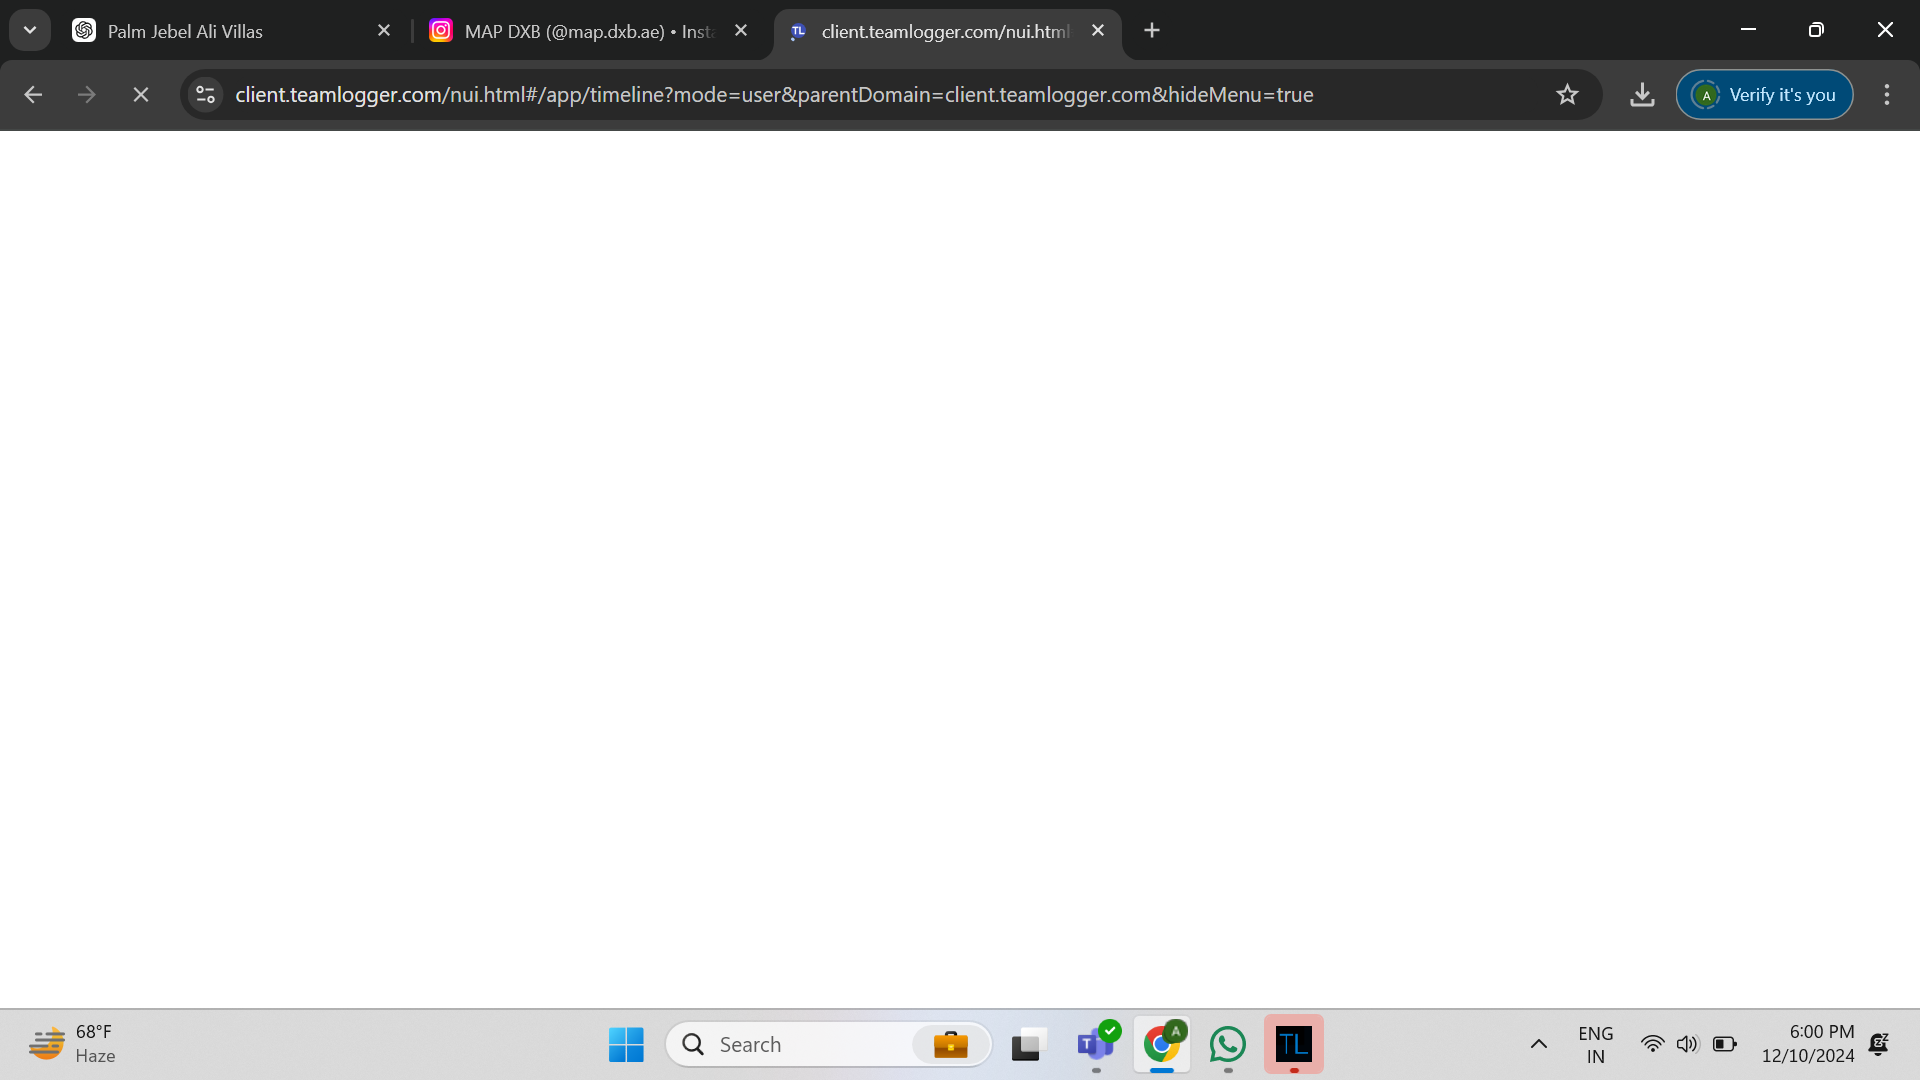 Palm Jebel Ali Villas
MAP DXB (@map.dxb.ae) • Insta
TL
client.teamlogger.com/nui.html
client.teamlogger.com/nui.html#/app/timeline?mode=user&parentDomain=client.teamlogger.com&hideMenu=true
A
Verify it's you
68°F
Haze
Search
T
A
TL
ENG
IN
6:00 PM
12/10/2024